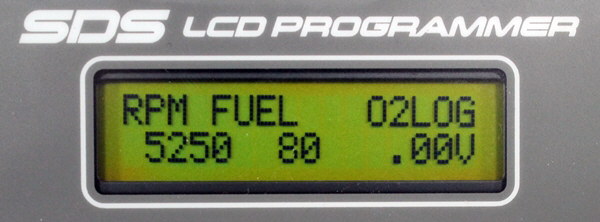 SDS LCD PROGRAMMER
RPM FUEL O2LOG
5250 80 .00V